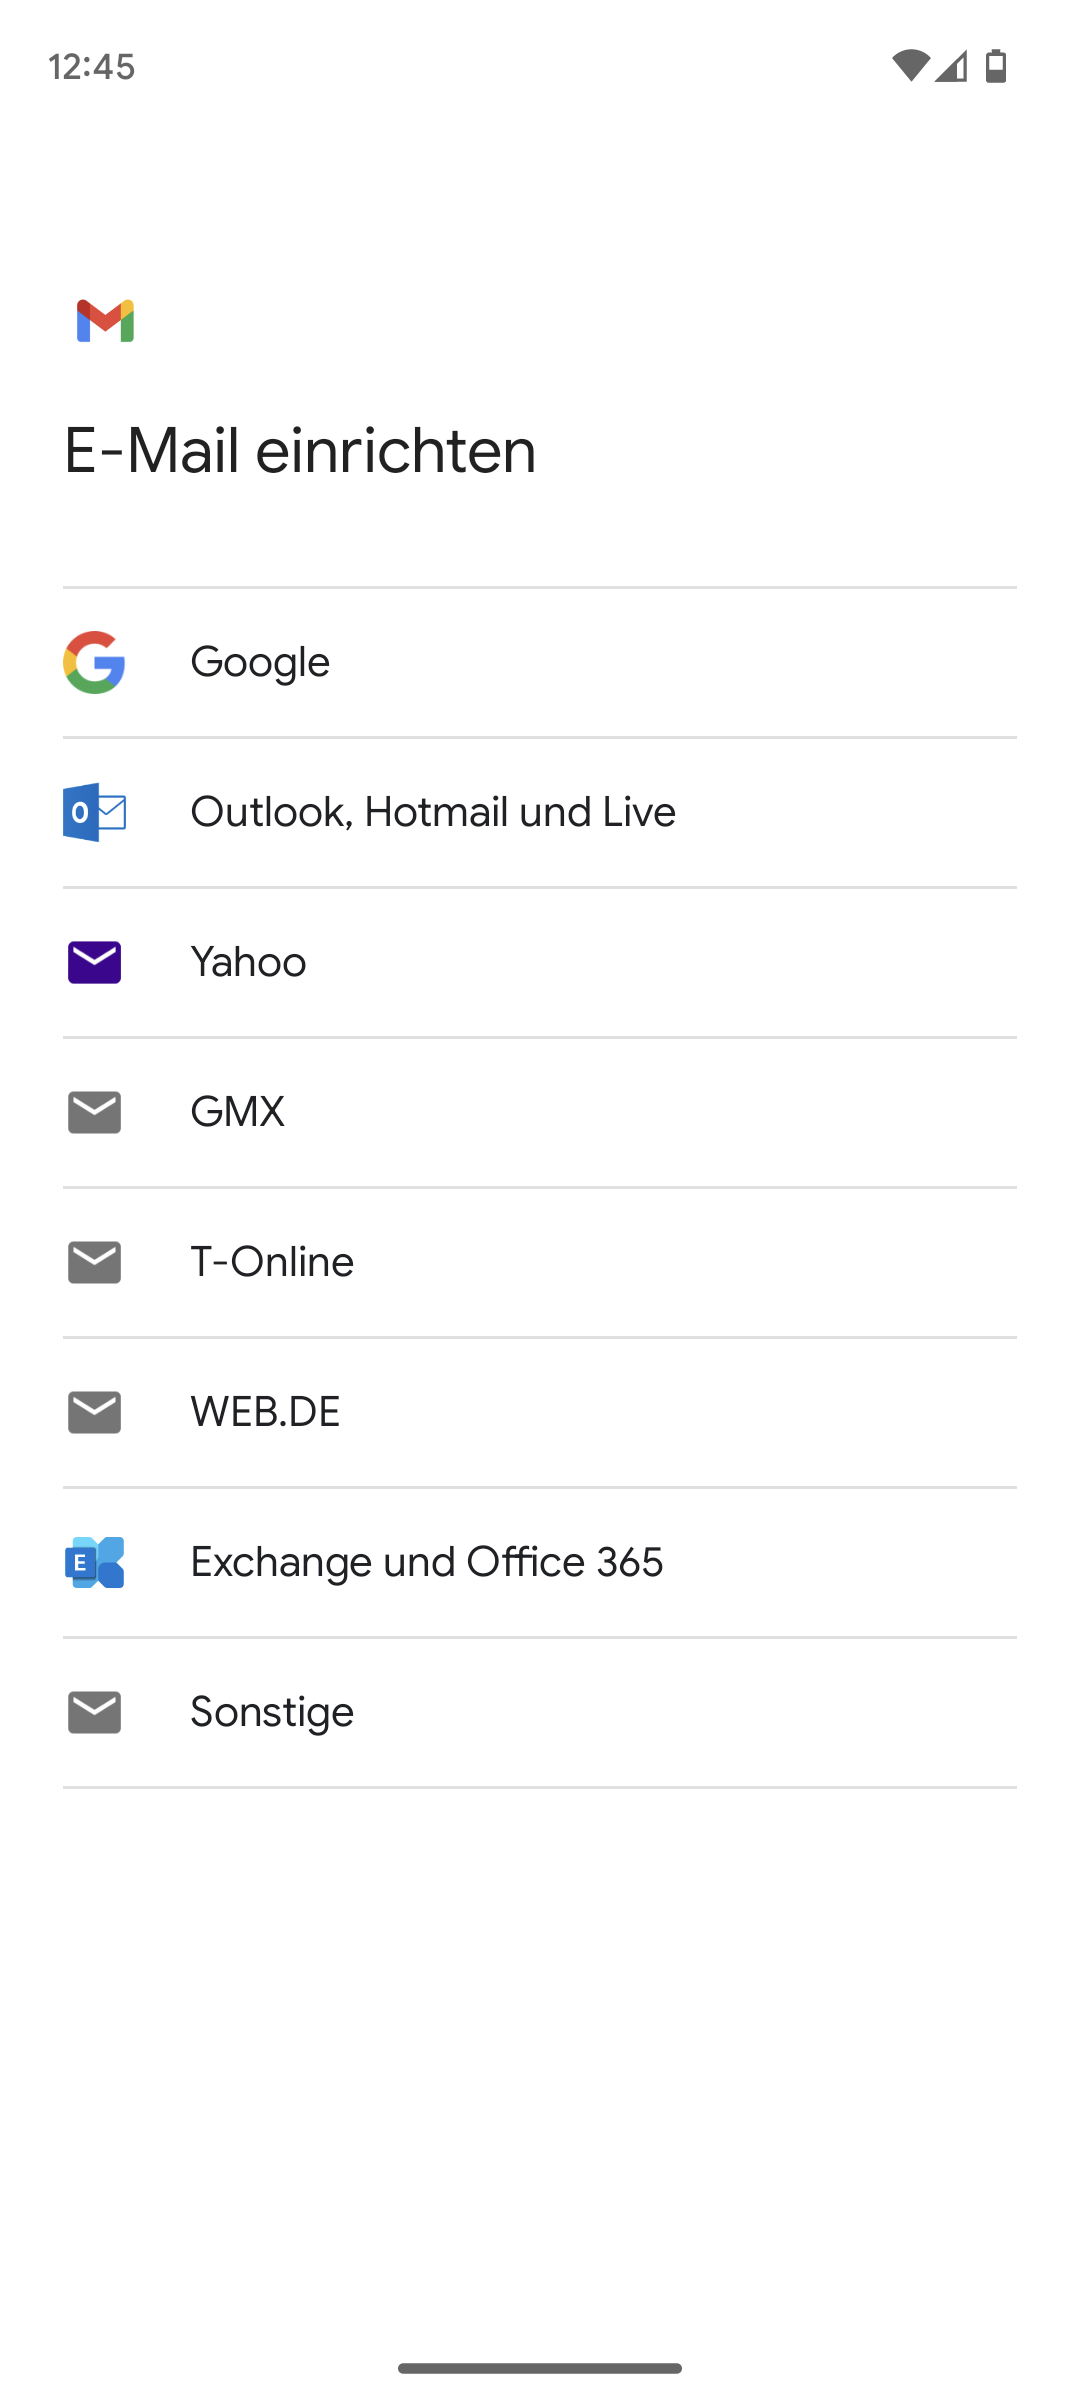 12:45
E-Mail einrichten
Google
Outlook, Hotmail und Live
Yahoo
GMX
T-Online
WEB.DE
Exchange und Office 365
Sonstige